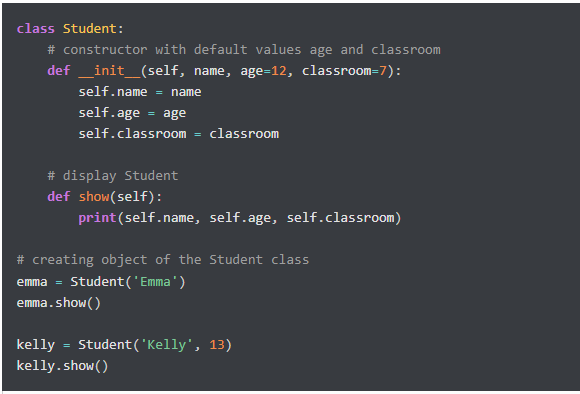 class Student:
    # constructor with default values age and classroom
    def __init__(self, name, age=12, classroom=7):
        self.name = name
        self.age = age
        self.classroom = classroom

    # display Student
    def show(self):
        print(self.name, self.age, self.classroom)

# creating object of the Student class
emma = Student('Emma')
emma.show()

kelly = Student('Kelly', 13)
kelly.show()